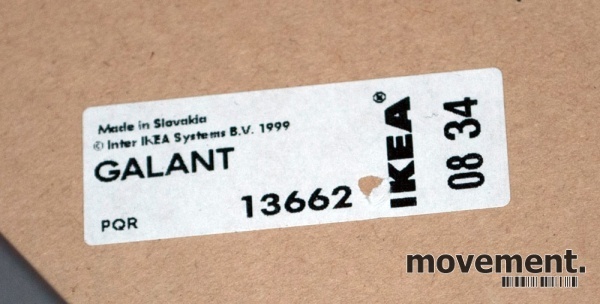 Made in Slovakia
© Inter IKEA Systems B.V. 1999
GALANT
PQR
13662
IKEA®
08 34
movement.